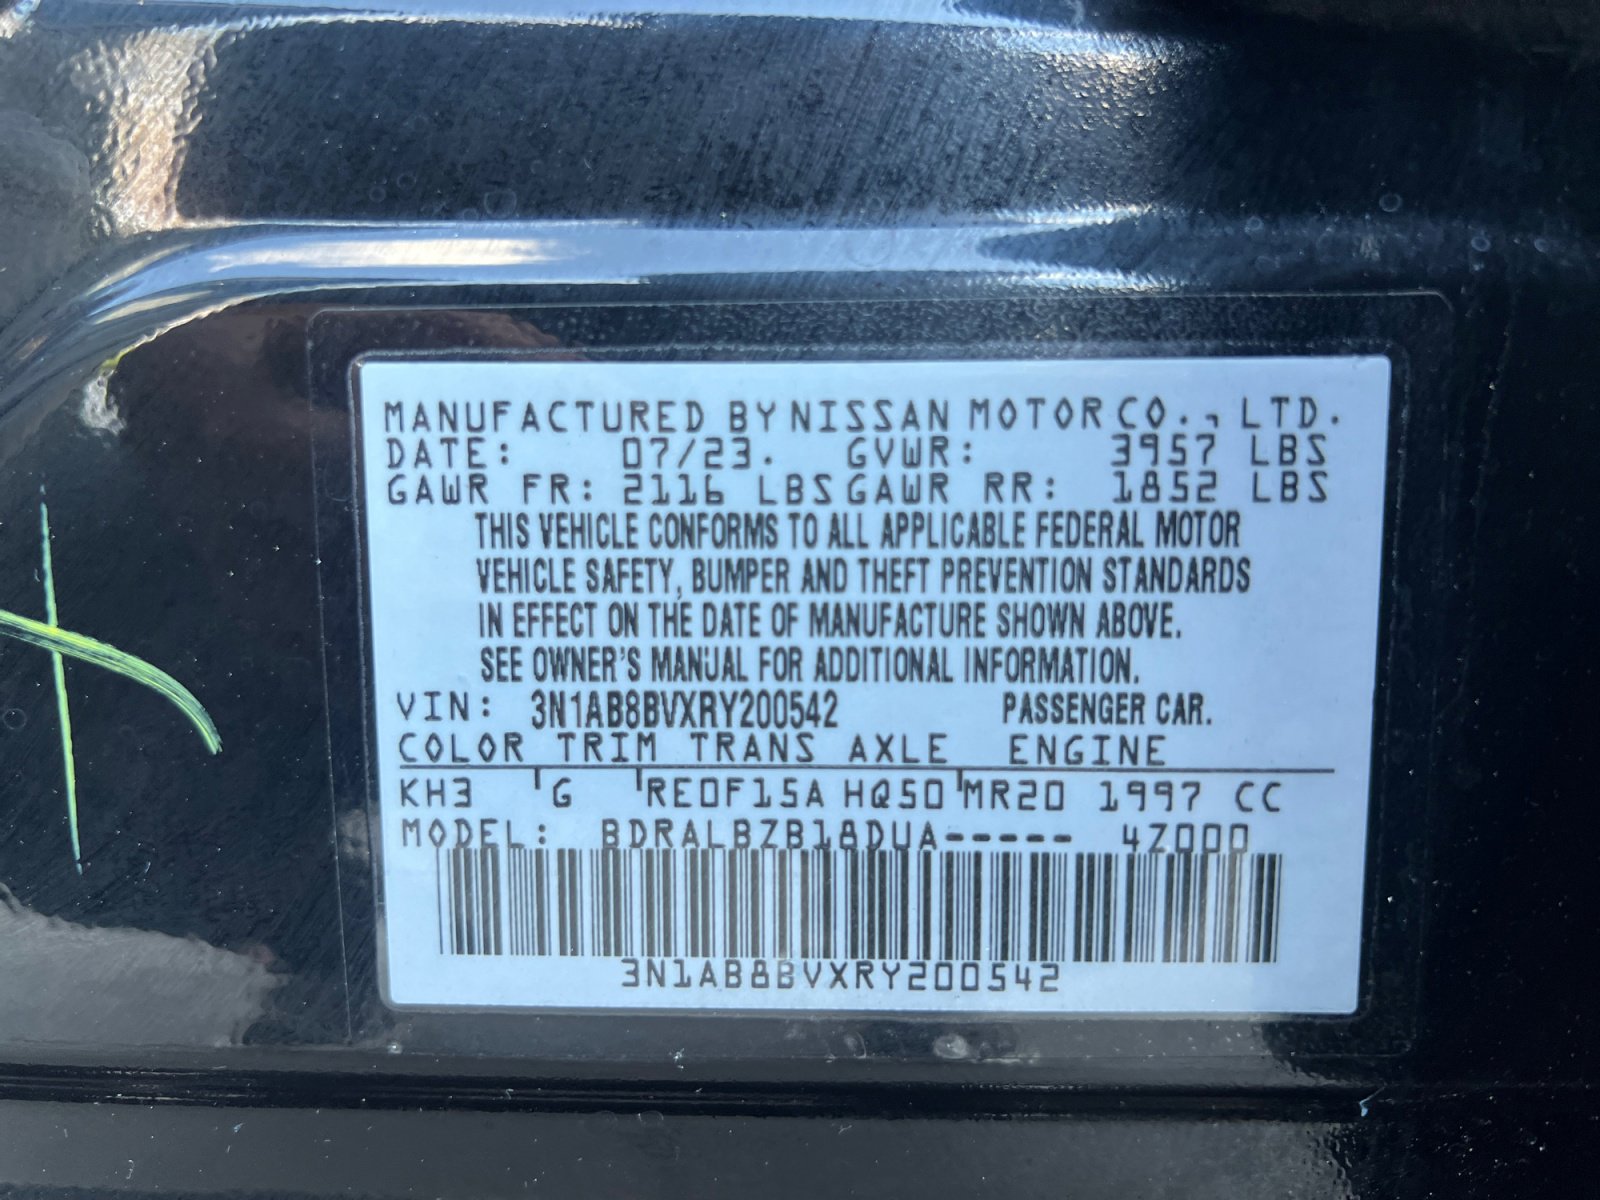 MANUFACTURED BY NISSAN MOTOR CO., LTD.
DATE: 07/23. GVWR: 3957 LBS
GAWR FR: 2116 LBS GAWR RR: 1852 LBS
THIS VEHICLE CONFORMS TO ALL APPLICABLE FEDERAL MOTOR
VEHICLE SAFETY, BUMPER AND THEFT PREVENTION STANDARDS
IN EFFECT ON THE DATE OF MANUFACTURE SHOWN ABOVE.
SEE OWNER'S MANUAL FOR ADDITIONAL INFORMATION.
VIN: 3N1AB8BVXRY200542 PASSENGER CAR.
COLOR TRIM TRANS AXLE ENGINE
KH3 G RE0F15A HQ50 MR20 1997 CC
MODEL: BDRALBZB18DUA----- 4Z000
3N1AB8BVXRY200542